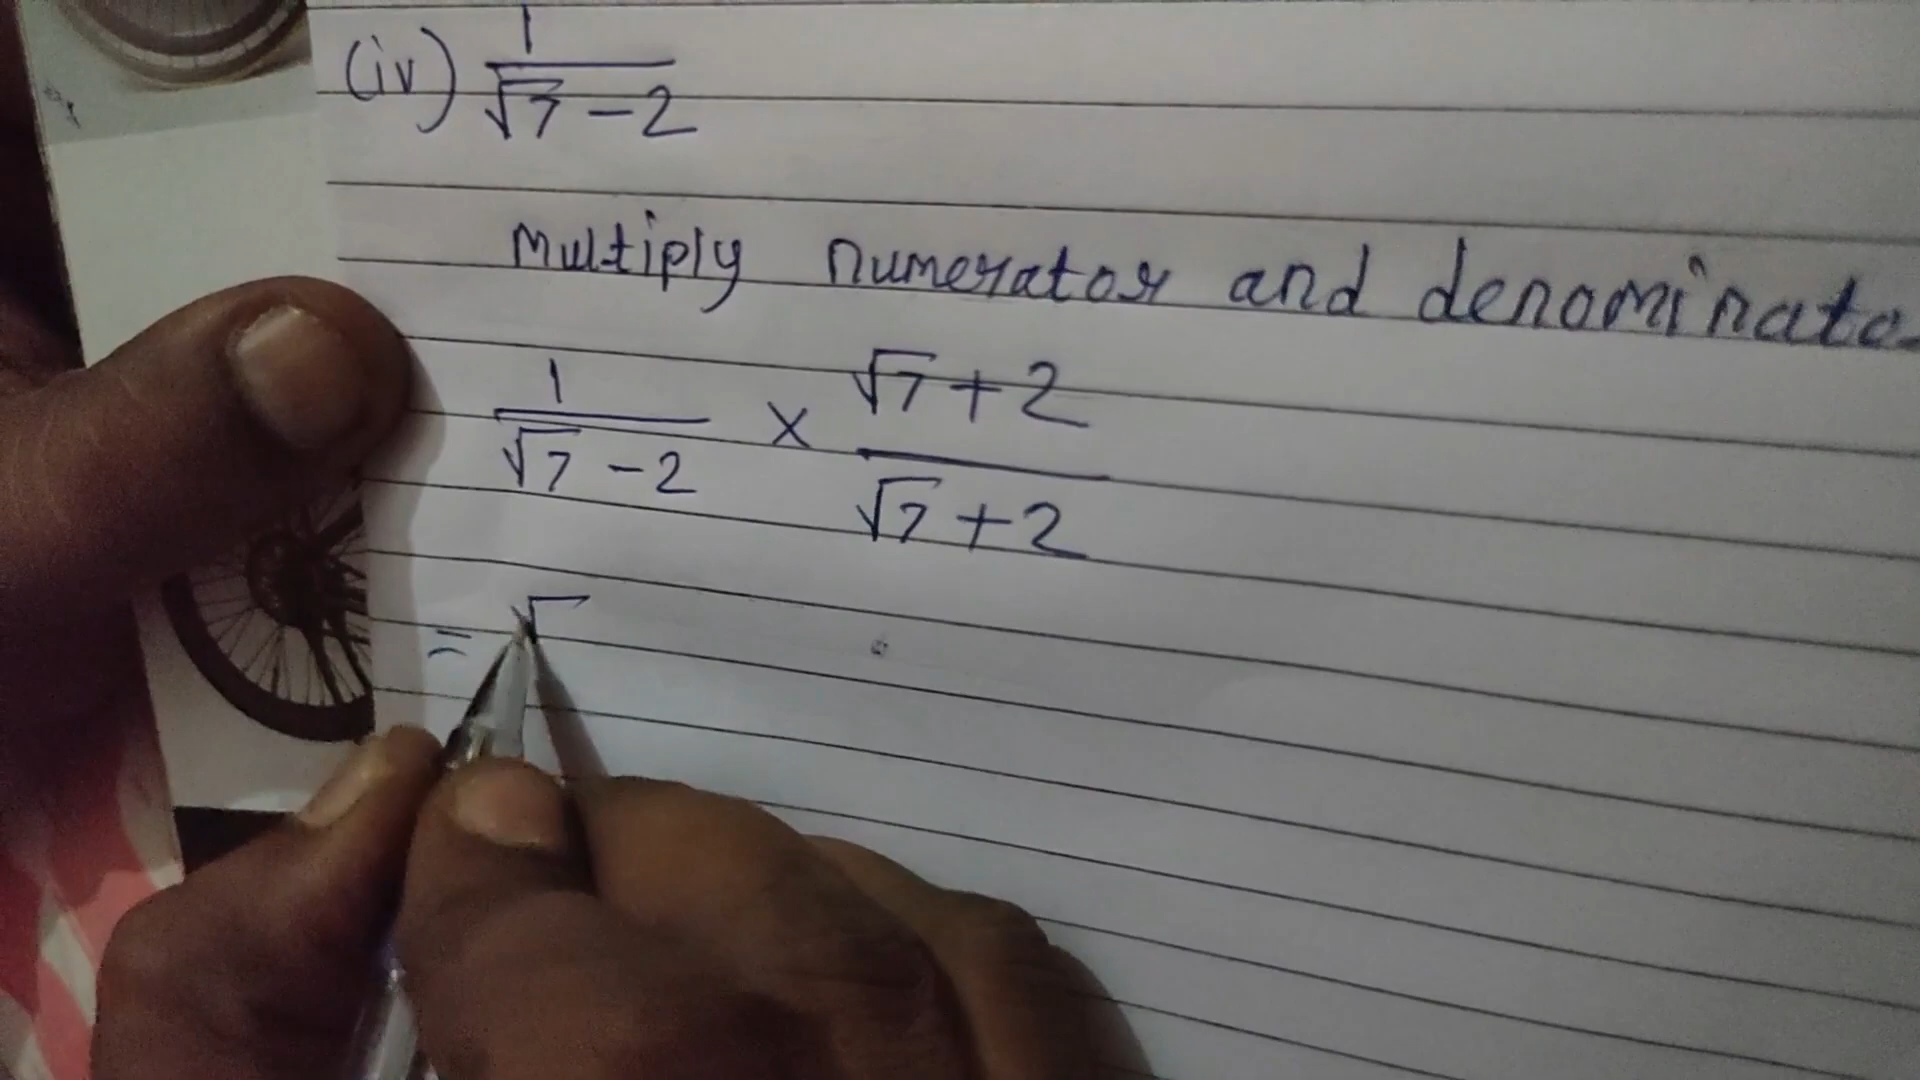 (iv) 1/(√7 - 2)
Multiply numerator and denominato
1/(√7 - 2) × (√7 + 2)/(√7 + 2)
= √